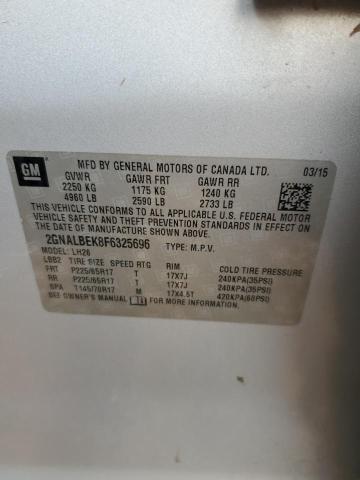 GM
MFD BY GENERAL MOTORS OF CANADA LTD. 03/15
GVWR GAWR FRT GAWR RR
2250 KG 1175 KG 1240 KG
4960 LB 2590 LB 2733 LB
THIS VEHICLE CONFORMS TO ALL APPLICABLE U.S. FEDERAL MOTOR
VEHICLE SAFETY AND THEFT PREVENTION STANDARDS IN EFFECT ON
THE DATE OF MANUFACTURE SHOWN ABOVE.
2GNALBEK8F6325696 TYPE: M.P.V.
MODEL: LH26
LBB2 TIRE SIZE SPEED RTG RIM COLD TIRE PRESSURE
FRT P225/65R17 T 17X7J 240KPA(35PSI)
RR P225/65R17 T 17X7J 240KPA(35PSI)
SPA T145/70R17 M 17X4.5T 420KPA(60PSI)
SEE OWNER'S MANUAL